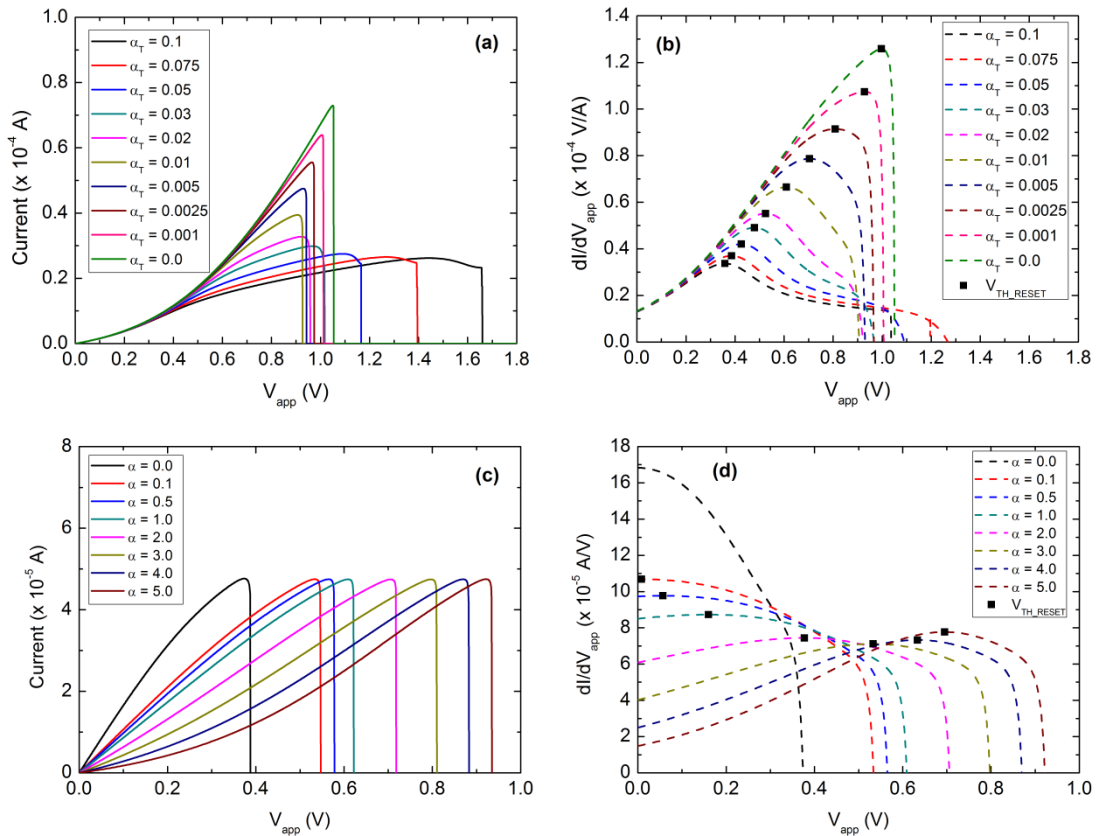 (a)
α_T = 0.1
α_T = 0.075
α_T = 0.05
α_T = 0.03
α_T = 0.02
α_T = 0.01
α_T = 0.005
α_T = 0.0025
α_T = 0.001
α_T = 0.0
Current (x 10⁻⁴ A)
1.0
0.8
0.6
0.4
0.2
0.0
0.0 0.2 0.4 0.6 0.8 1.0 1.2 1.4 1.6 1.8
V_app (V)
(b)
α_T = 0.1
α_T = 0.075
α_T = 0.05
α_T = 0.03
α_T = 0.02
α_T = 0.01
α_T = 0.005
α_T = 0.0025
α_T = 0.001
α_T = 0.0
V_TH_RESET
dI/dV_app (x 10⁻⁴ V/A)
1.4
1.2
1.0
0.8
0.6
0.4
0.2
0.0
0.0 0.2 0.4 0.6 0.8 1.0 1.2 1.4 1.6 1.8
V_app (V)
(c)
α = 0.0
α = 0.1
α = 0.5
α = 1.0
α = 2.0
α = 3.0
α = 4.0
α = 5.0
Current (x 10⁻⁵ A)
8
6
4
2
0
0.0 0.2 0.4 0.6 0.8 1.0
V_app (V)
(d)
α = 0.0
α = 0.1
α = 0.5
α = 1.0
α = 2.0
α = 3.0
α = 4.0
α = 5.0
V_TH_RESET
dI/dV_app (x 10⁻⁵ A/V)
18
16
14
12
10
8
6
4
2
0
0.0 0.2 0.4 0.6 0.8 1.0
V_app (V)